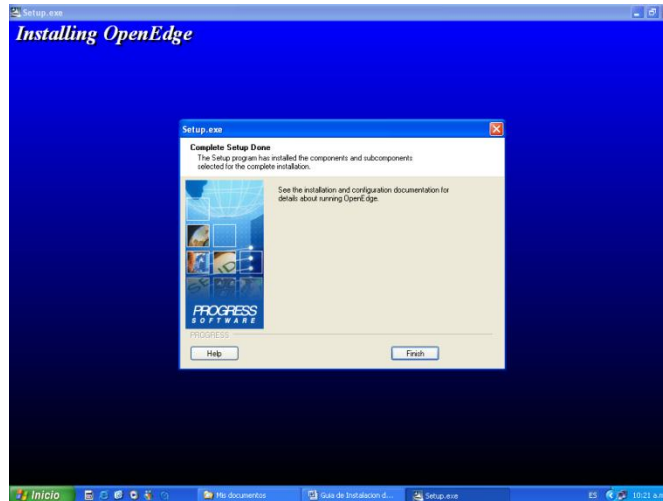 Setup.exe
Installing OpenEdge
Setup.exe
Complete Setup Done
The Setup program has installed the components and subcomponents
selected for the complete installation.
See the installation and configuration documentation for
details about running OpenEdge.
PROGRESS
SOFTWARE
PROGRESS
Help
Finish
Inicio
Mis documentos
Guia de Instalacion d...
Setup.exe
ES
10:21 a.m